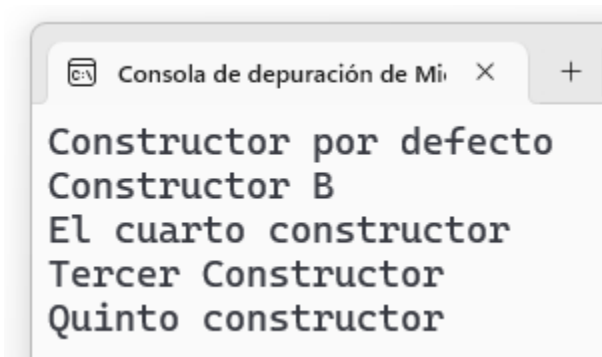 Consola de depuración de Mi
Constructor por defecto
Constructor B
El cuarto constructor
Tercer Constructor
Quinto constructor